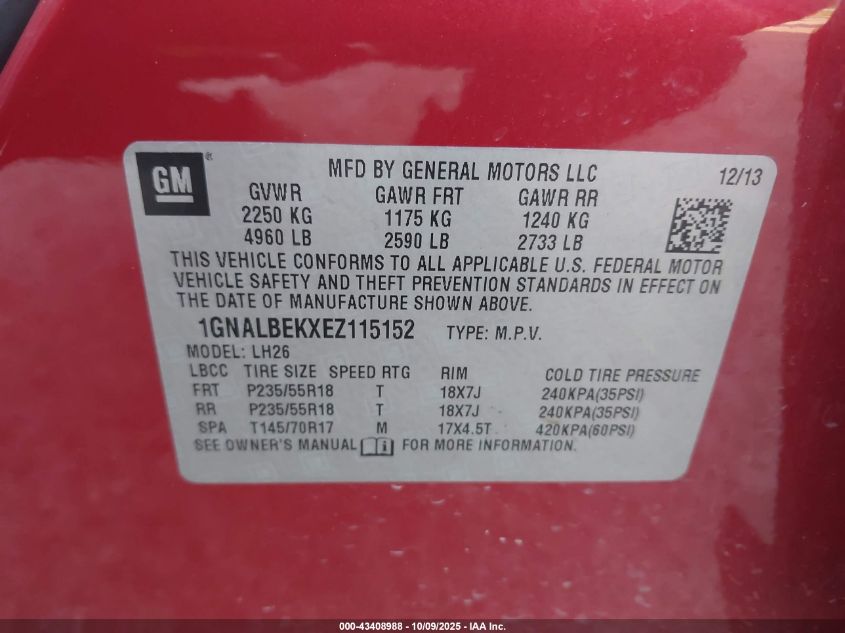 GM®
MFD BY GENERAL MOTORS LLC 12/13
GVWR GAWR FRT GAWR RR
2250 KG 1175 KG 1240 KG
4960 LB 2590 LB 2733 LB
THIS VEHICLE CONFORMS TO ALL APPLICABLE U.S. FEDERAL MOTOR
VEHICLE SAFETY AND THEFT PREVENTION STANDARDS IN EFFECT ON
THE DATE OF MANUFACTURE SHOWN ABOVE.
1GNALBEKXEZ115152 TYPE: M.P.V.
MODEL: LH26
LBCC TIRE SIZE SPEED RTG RIM COLD TIRE PRESSURE
FRT P235/55R18 T 18X7J 240KPA(35PSI)
RR P235/55R18 T 18X7J 240KPA(35PSI)
SPA T145/70R17 M 17X4.5T 420KPA(60PSI)
SEE OWNER'S MANUAL FOR MORE INFORMATION.
000-43408988 - 10/09/2025 - IAA Inc.